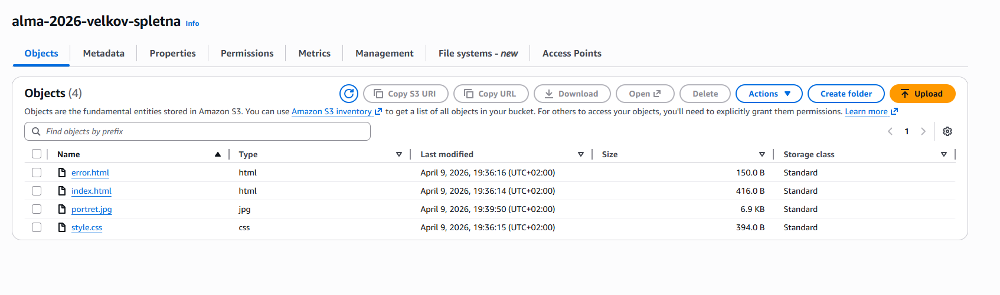 alma-2026-velkov-spletna Info
Objects Metadata Properties Permissions Metrics Management File systems - new Access Points
Objects (4) Copy S3 URI Copy URL Download Open Delete Actions Create folder Upload
Objects are the fundamental entities stored in Amazon S3. You can use Amazon S3 inventory to get a list of all objects in your bucket. For others to access your objects, you'll need to explicitly grant them permissions. Learn more
Find objects by prefix 1
Name Type Last modified Size Storage class
error.html html April 9, 2026, 19:36:16 (UTC+02:00) 150.0 B Standard
index.html html April 9, 2026, 19:36:14 (UTC+02:00) 416.0 B Standard
portret.jpg jpg April 9, 2026, 19:39:50 (UTC+02:00) 6.9 KB Standard
style.css css April 9, 2026, 19:36:15 (UTC+02:00) 394.0 B Standard